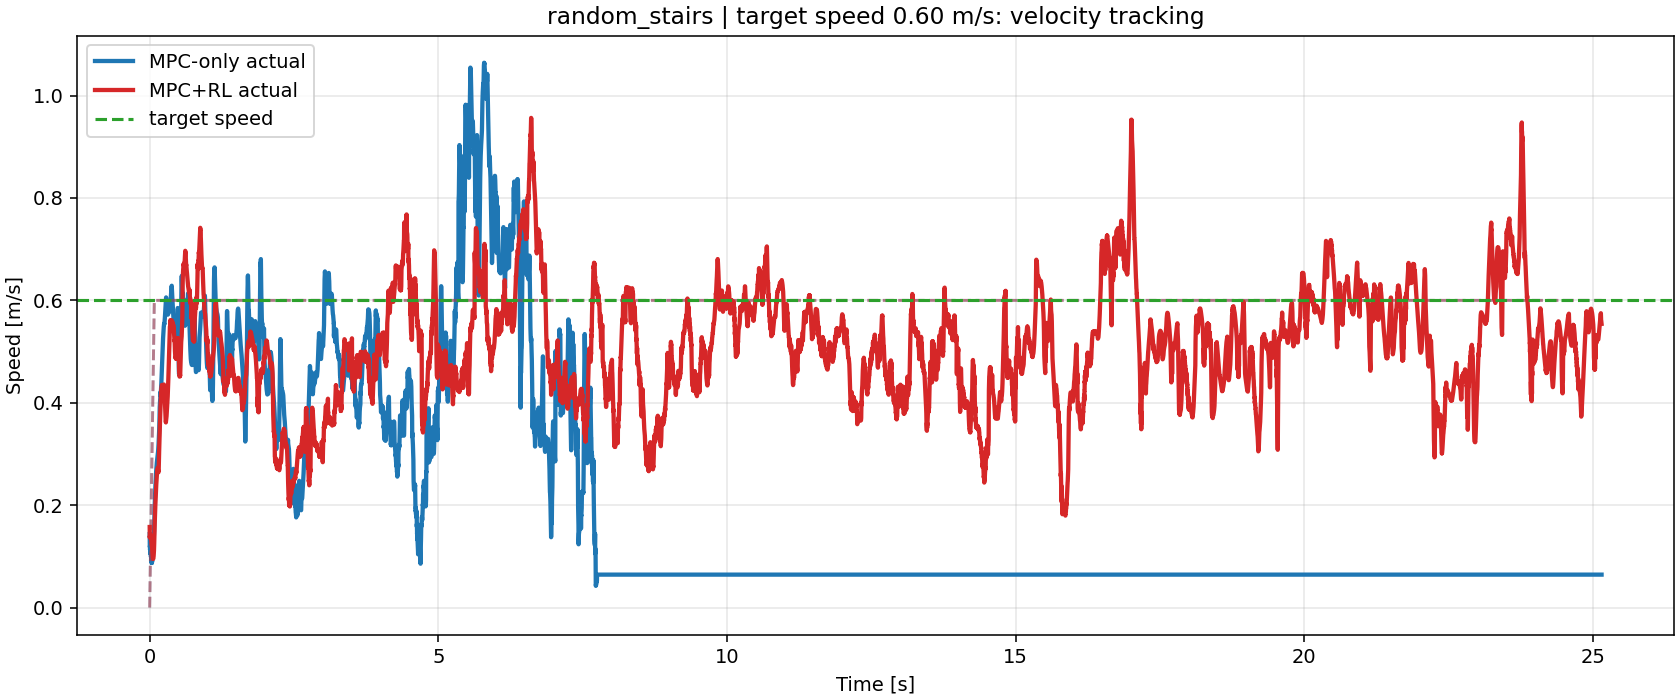 random_stairs | target speed 0.60 m/s: velocity tracking
MPC-only actual
MPC+RL actual
target speed
Speed [m/s]
1.0
0.8
0.6
0.4
0.2
0.0
0
5
10
15
20
25
Time [s]